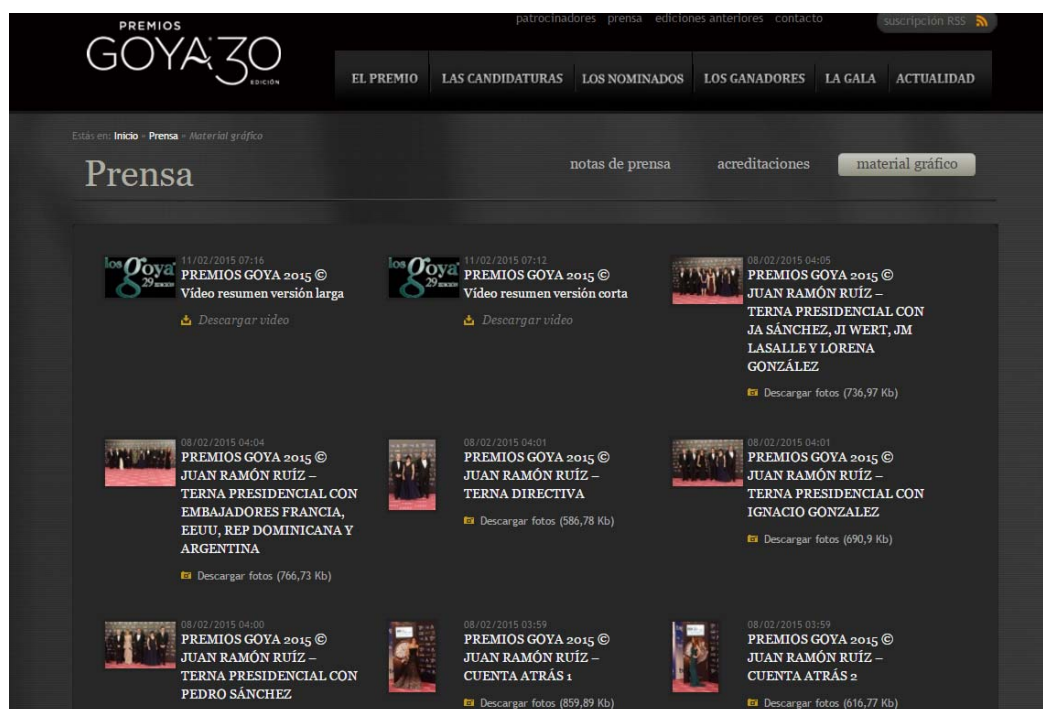 patrocinadores prensa ediciones anteriores contacto
suscripción RSS
PREMIOS
GOYA 30
EDICIÓN
EL PREMIO LAS CANDIDATURAS LOS NOMINADOS LOS GANADORES LA GALA ACTUALIDAD
Estás en: Inicio » Prensa » Material gráfico
Prensa
notas de prensa acreditaciones material gráfico
los goya
29 EDICIÓN
11/02/2015 07:16
PREMIOS GOYA 2015 ©
Vídeo resumen versión larga
Descargar video
los goya
29 EDICIÓN
11/02/2015 07:12
PREMIOS GOYA 2015 ©
Vídeo resumen versión corta
Descargar video
08/02/2015 04:05
PREMIOS GOYA 2015 ©
JUAN RAMÓN RUÍZ –
TERNA PRESIDENCIAL CON
JA SÁNCHEZ, JI WERT, JM
LASALLE Y LORENA
GONZÁLEZ
Descargar fotos (736,97 Kb)
08/02/2015 04:04
PREMIOS GOYA 2015 ©
JUAN RAMÓN RUÍZ –
TERNA PRESIDENCIAL CON
EMBAJADORES FRANCIA,
EEUU, REP DOMINICANA Y
ARGENTINA
Descargar fotos (766,73 Kb)
08/02/2015 04:01
PREMIOS GOYA 2015 ©
JUAN RAMÓN RUÍZ –
TERNA DIRECTIVA
Descargar fotos (586,78 Kb)
08/02/2015 04:01
PREMIOS GOYA 2015 ©
JUAN RAMÓN RUÍZ –
TERNA PRESIDENCIAL CON
IGNACIO GONZALEZ
Descargar fotos (690,9 Kb)
08/02/2015 04:00
PREMIOS GOYA 2015 ©
JUAN RAMÓN RUÍZ –
TERNA PRESIDENCIAL CON
PEDRO SÁNCHEZ
08/02/2015 03:59
PREMIOS GOYA 2015 ©
JUAN RAMÓN RUÍZ –
CUENTA ATRÁS 1
Descargar fotos (859,89 Kb)
08/02/2015 03:59
PREMIOS GOYA 2015 ©
JUAN RAMÓN RUÍZ –
CUENTA ATRÁS 2
Descargar fotos (616,77 Kb)